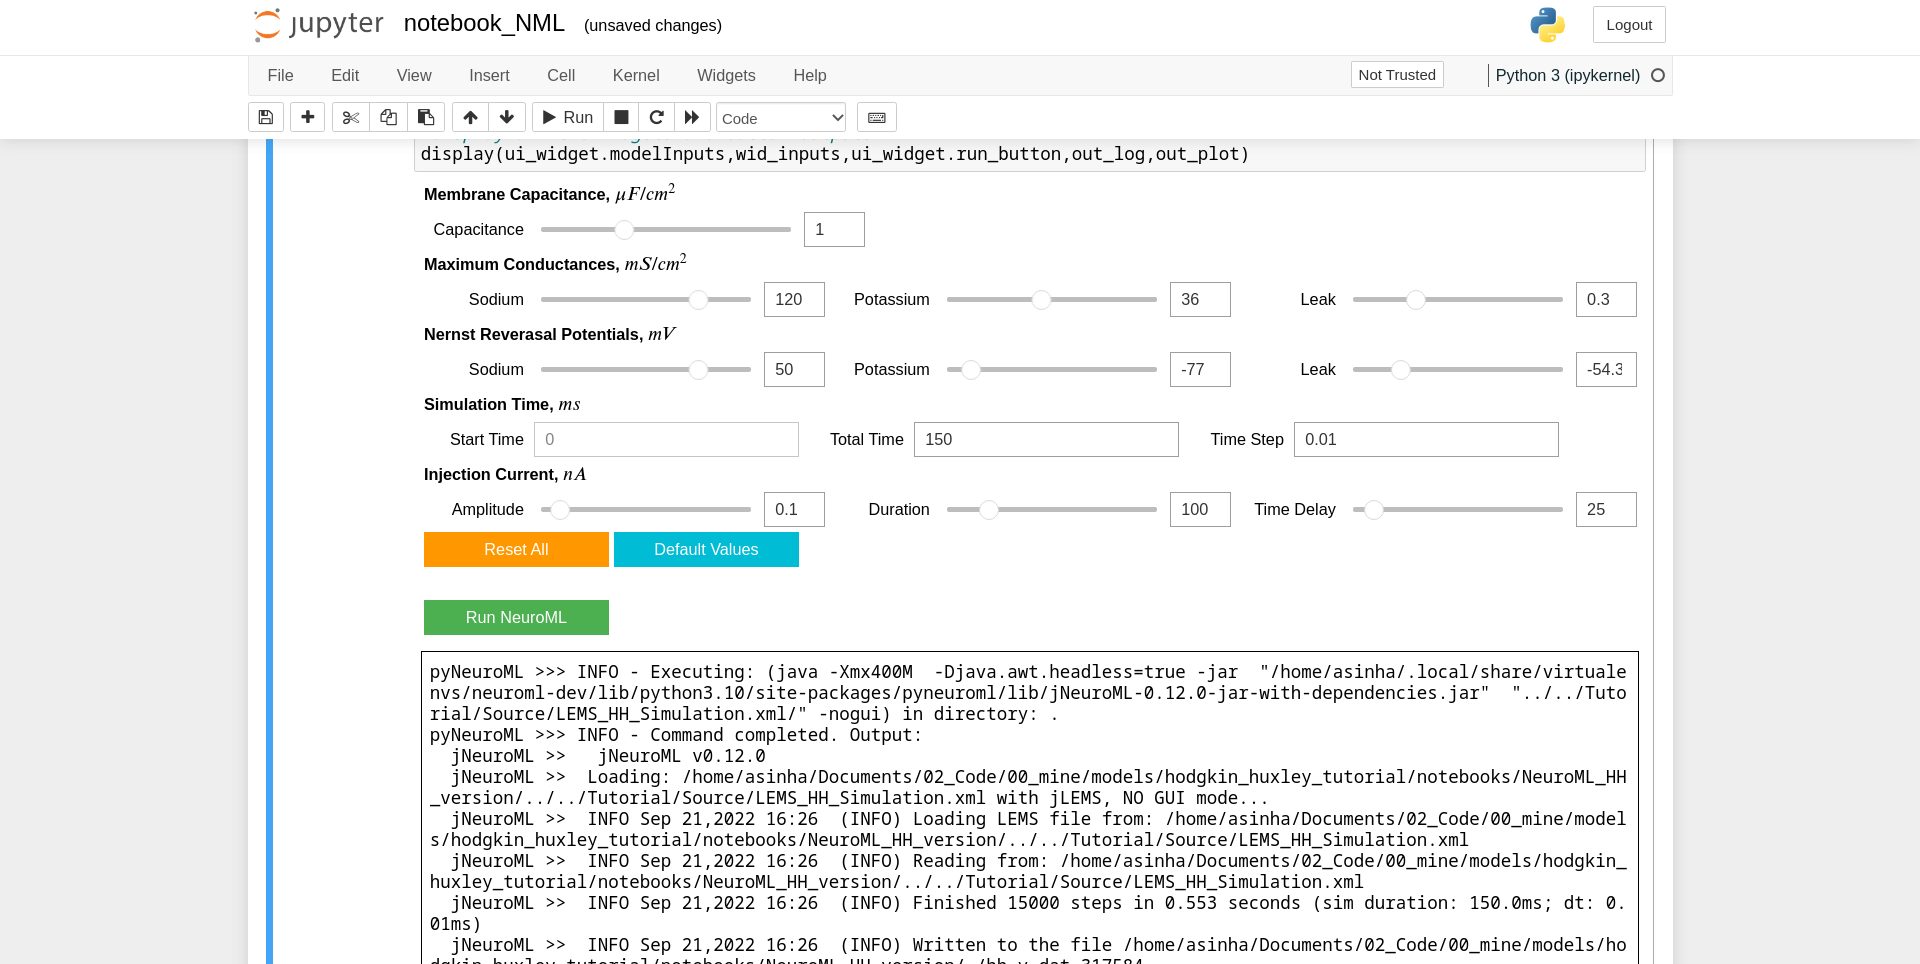 jupyter notebook_NML (unsaved changes) Logout
File Edit View Insert Cell Kernel Widgets Help Not Trusted Python 3 (ipykernel)
Run Code
display(ui_widget.modelInputs,wid_inputs,ui_widget.run_button,out_log,out_plot)
Membrane Capacitance, μF/cm²
Capacitance 1
Maximum Conductances, mS/cm²
Sodium 120 Potassium 36 Leak 0.3
Nernst Reverasal Potentials, mV
Sodium 50 Potassium -77 Leak -54.3
Simulation Time, ms
Start Time 0 Total Time 150 Time Step 0.01
Injection Current, nA
Amplitude 0.1 Duration 100 Time Delay 25
Reset All Default Values
Run NeuroML
pyNeuroML >>> INFO - Executing: (java -Xmx400M  -Djava.awt.headless=true -jar  "/home/asinha/.local/share/virtuale
nvs/neuroml-dev/lib/python3.10/site-packages/pyneuroml/lib/jNeuroML-0.12.0-jar-with-dependencies.jar"  "../../Tuto
rial/Source/LEMS_HH_Simulation.xml/" -nogui) in directory: .
pyNeuroML >>> INFO - Command completed. Output:
  jNeuroML >>   jNeuroML v0.12.0
  jNeuroML >>  Loading: /home/asinha/Documents/02_Code/00_mine/models/hodgkin_huxley_tutorial/notebooks/NeuroML_HH
_version/../../Tutorial/Source/LEMS_HH_Simulation.xml with jLEMS, NO GUI mode...
  jNeuroML >>  INFO Sep 21,2022 16:26  (INFO) Loading LEMS file from: /home/asinha/Documents/02_Code/00_mine/model
s/hodgkin_huxley_tutorial/notebooks/NeuroML_HH_version/../../Tutorial/Source/LEMS_HH_Simulation.xml
  jNeuroML >>  INFO Sep 21,2022 16:26  (INFO) Reading from: /home/asinha/Documents/02_Code/00_mine/models/hodgkin_
huxley_tutorial/notebooks/NeuroML_HH_version/../../Tutorial/Source/LEMS_HH_Simulation.xml
  jNeuroML >>  INFO Sep 21,2022 16:26  (INFO) Finished 15000 steps in 0.553 seconds (sim duration: 150.0ms; dt: 0.
01ms)
  jNeuroML >>  INFO Sep 21,2022 16:26  (INFO) Written to the file /home/asinha/Documents/02_Code/00_mine/models/ho